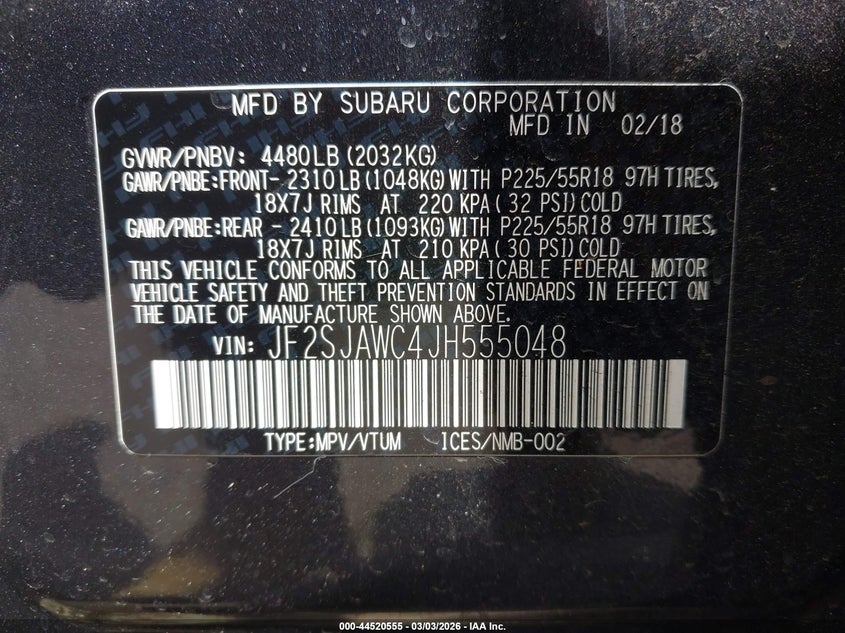 MFD BY SUBARU CORPORATION
MFD IN 02/18
GVWR/PNBV: 4480LB(2032KG)
GAWR/PNBE:FRONT- 2310LB(1048KG)WITH P225/55R18 97H TIRES,
18X7J RIMS AT 220 KPA(32 PSI)COLD
GAWR/PNBE:REAR - 2410LB(1093KG)WITH P225/55R18 97H TIRES,
18X7J RIMS AT 210 KPA(30 PSI)COLD
THIS VEHICLE CONFORMS TO ALL APPLICABLE FEDERAL MOTOR
VEHICLE SAFETY AND THEFT PREVENTION STANDARDS IN EFFECT ON
THE DATE OF MANUFACTURE SHOWN ABOVE.
VIN: JF2SJAWC4JH555048
TYPE:MPV/VTUM ICES/NMB-002
000-44520555 - 03/03/2026 - IAA Inc.